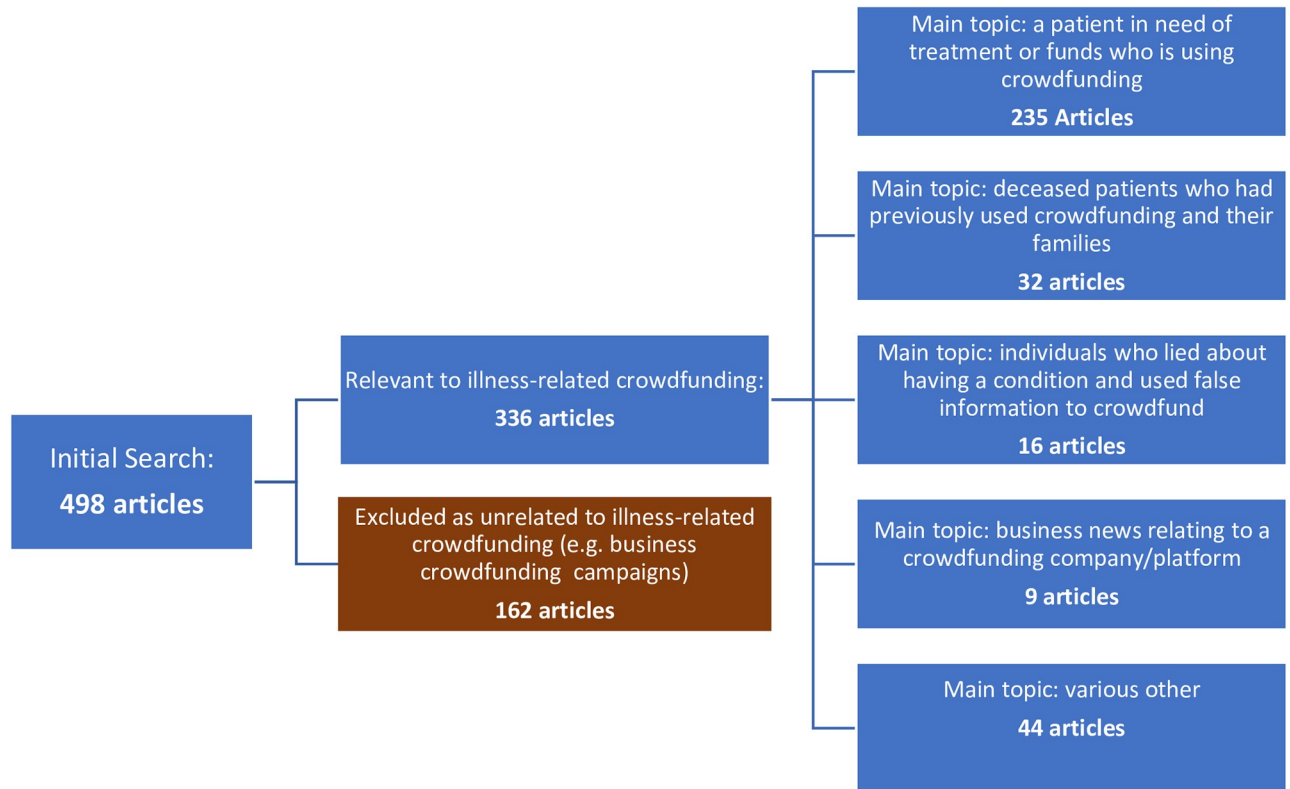 Initial Search:
498 articles
Relevant to illness-related crowdfunding:
336 articles
Excluded as unrelated to illness-related
crowdfunding (e.g. business
crowdfunding campaigns)
162 articles
Main topic: a patient in need of
treatment or funds who is using
crowdfunding
235 Articles
Main topic: deceased patients who had
previously used crowdfunding and their
families
32 articles
Main topic: individuals who lied about
having a condition and used false
information to crowdfund
16 articles
Main topic: business news relating to a
crowdfunding company/platform
9 articles
Main topic: various other
44 articles